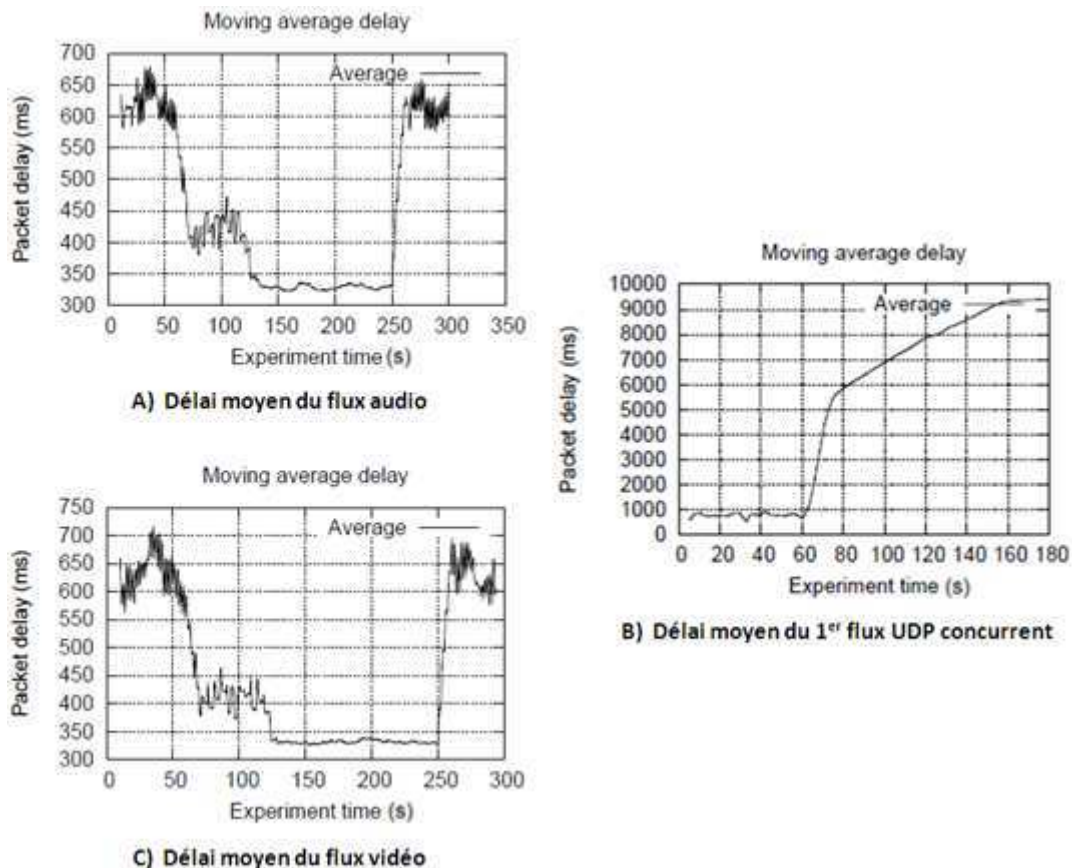 Moving average delay
700
650
600
550
500
450
400
350
300
Average
Packet delay (ms)
0 50 100 150 200 250 300 350 340
Experiment time (s)
A) Délai moyen du flux audio
Moving average delay
750
700
650
600
550
500
450
400
350
300
Average
Packet delay (ms)
0 50 100 150 200 250 300
Experiment time (s)
C) Délai moyen du flux vidéo
Moving average delay
10000
9000
8000
7000
6000
5000
4000
3000
2000
1000
0
Average
Packet delay (ms)
0 20 40 60 80 100 120 140 160 180
Experiment time (s)
B) Délai moyen du 1er flux UDP concurrent